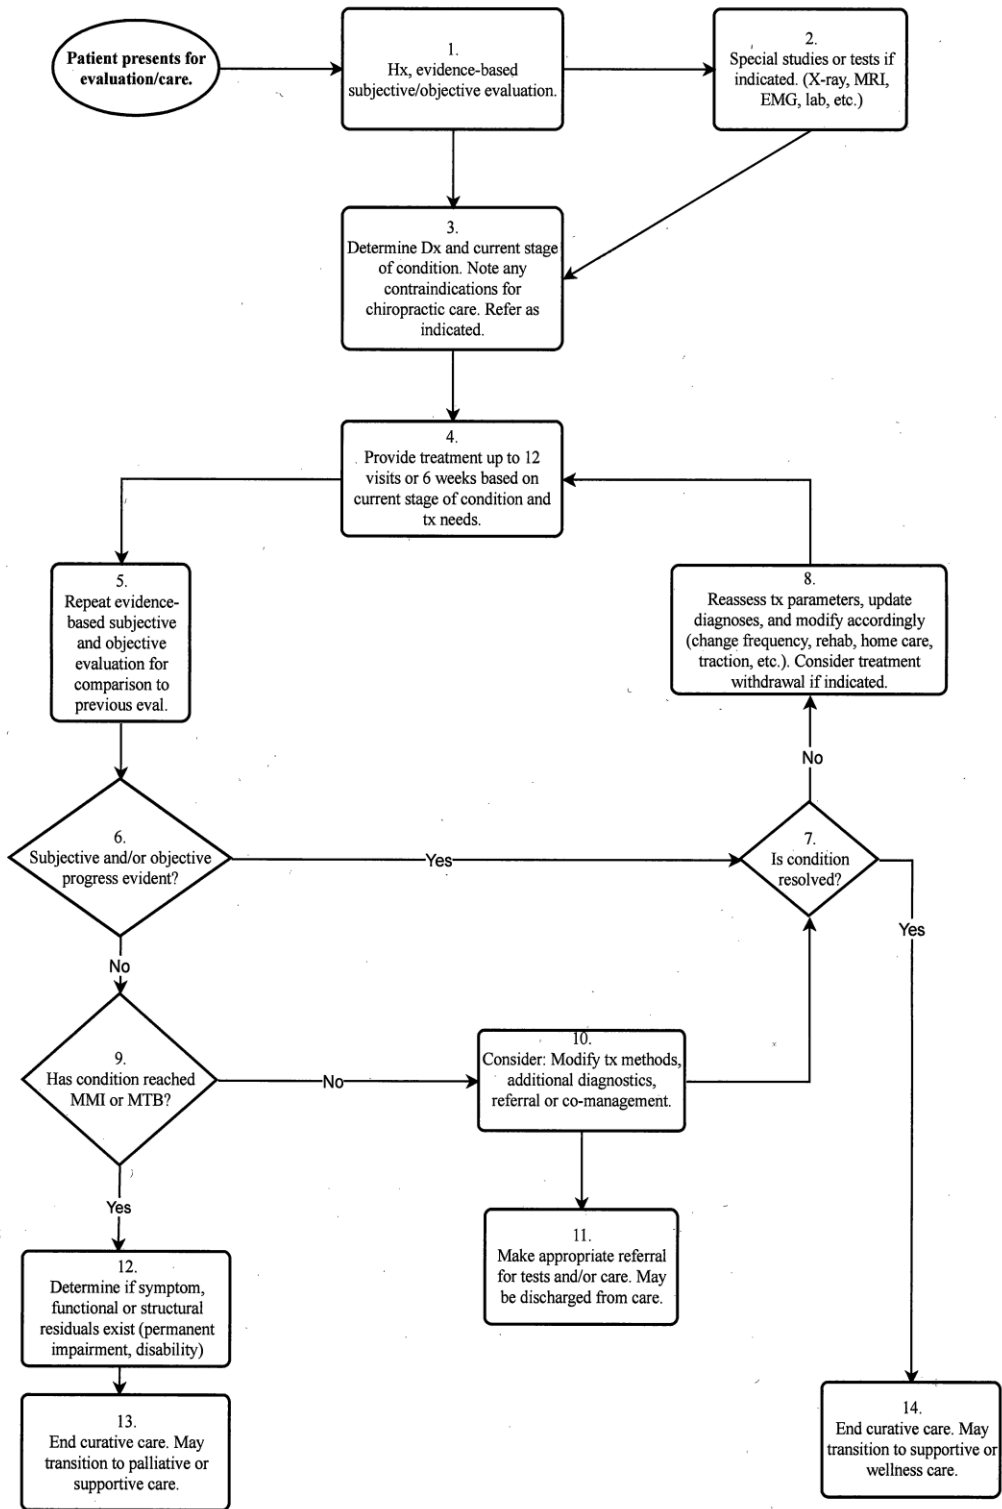 Patient presents for
evaluation/care.
1.
Hx, evidence-based
subjective/objective evaluation.
2.
Special studies or tests if
indicated. (X-ray, MRI,
EMG, lab, etc.)
3.
Determine Dx and current stage
of condition. Note any
contraindications for
chiropractic care. Refer as
indicated.
4.
Provide treatment up to 12
visits or 6 weeks based on
current stage of condition and
tx needs.
5.
Repeat evidence-
based subjective
and objective
evaluation for
comparison to
previous eval.
8.
Reassess tx parameters, update
diagnoses, and modify accordingly
(change frequency, rehab, home care,
traction, etc.). Consider treatment
withdrawal if indicated.
No
6.
Subjective and/or objective
progress evident?
Yes
7.
Is condition
resolved?
Yes
No
9.
Has condition reached
MMI or MTB?
No
10.
Consider: Modify tx methods,
additional diagnostics,
referral or co-management.
Yes
11.
Make appropriate referral
for tests and/or care. May
be discharged from care.
12.
Determine if symptom,
functional or structural
residuals exist (permanent
impairment, disability)
13.
End curative care. May
transition to palliative or
supportive care.
14.
End curative care. May
transition to supportive or
wellness care.